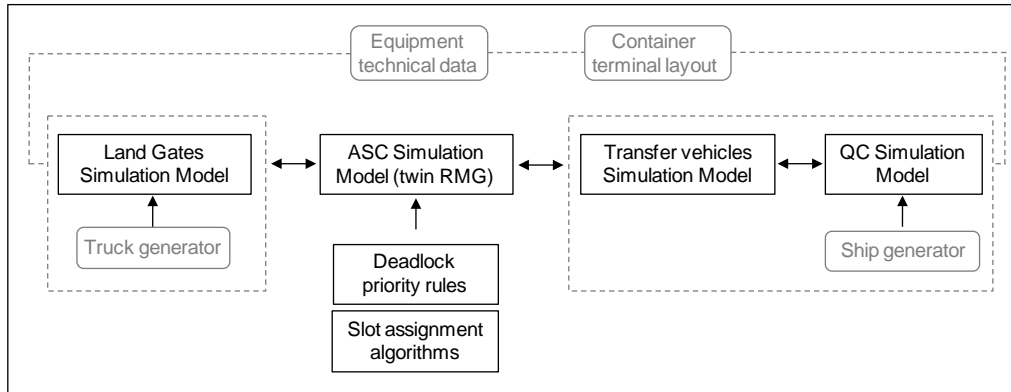 Equipment
technical data
Container
terminal layout
Land Gates
Simulation Model
ASC Simulation
Model (twin RMG)
Transfer vehicles
Simulation Model
QC Simulation
Model
Truck generator
Deadlock
priority rules
Ship generator
Slot assignment
algorithms